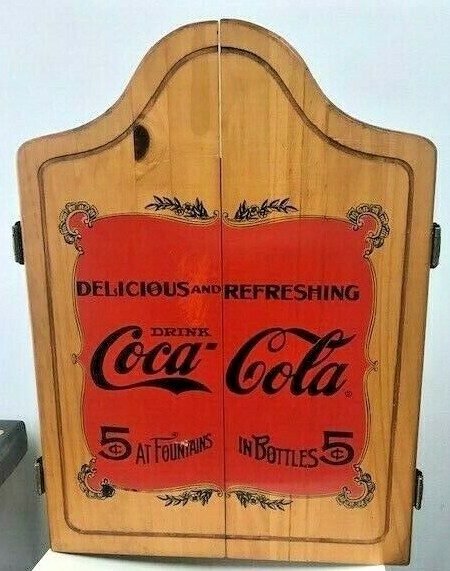 DELICIOUS AND REFRESHING
DRINK
Coca-Cola®
5¢ AT FOUNTAINS IN BOTTLES 5¢